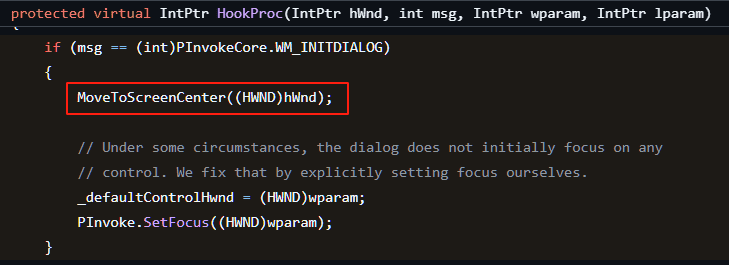 protected virtual IntPtr HookProc(IntPtr hWnd, int msg, IntPtr wparam, IntPtr lparam)
{
if (msg == (int)PInvokeCore.WM_INITDIALOG)
{
MoveToScreenCenter((HWND)hWnd);
// Under some circumstances, the dialog does not initially focus on any
// control. We fix that by explicitly setting focus ourselves.
_defaultControlHwnd = (HWND)wparam;
PInvoke.SetFocus((HWND)wparam);
}